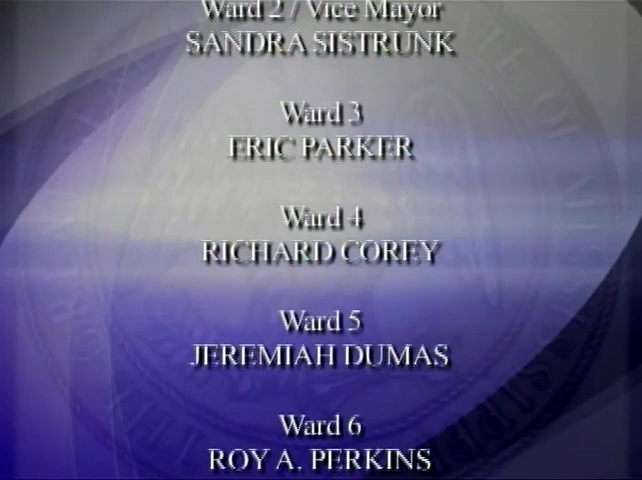 Ward 2 / Vice Mayor
SANDRA SISTRUNK
Ward 3
ERIC PARKER
Ward 4
RICHARD COREY
Ward 5
JEREMIAH DUMAS
Ward 6
ROY A. PERKINS